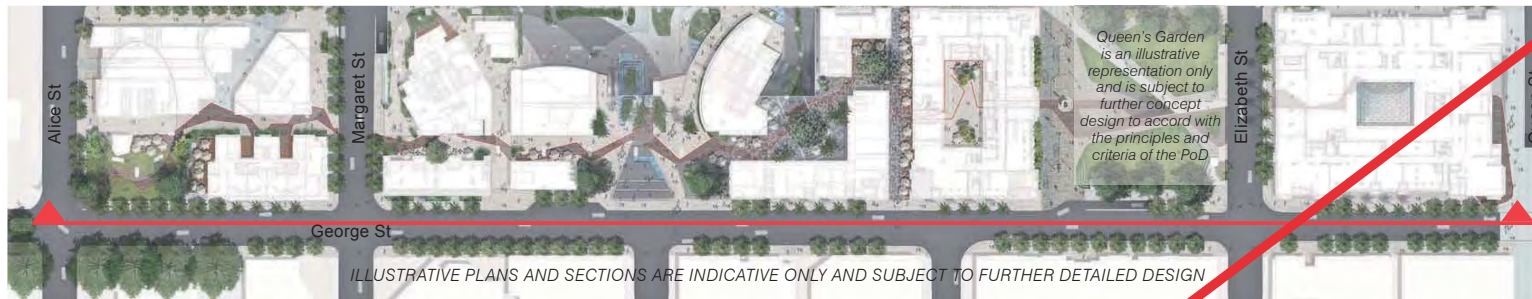 Alice St
Margaret St
Queen's Garden
is an illustrative
representation only
and is subject to
further concept
design to accord with
the principles and
criteria of the PoD
Elizabeth St
George St
ILLUSTRATIVE PLANS AND SECTIONS ARE INDICATIVE ONLY AND SUBJECT TO FURTHER DETAILED DESIGN